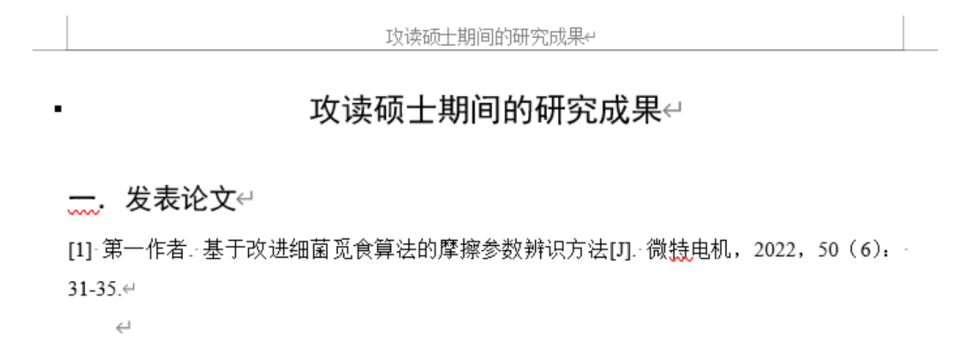 攻读硕士期间的研究成果
攻读硕士期间的研究成果
一．发表论文
[1] 第一作者. 基于改进细菌觅食算法的摩擦参数辨识方法[J]. 微特电机，2022，50（6）：
31-35.